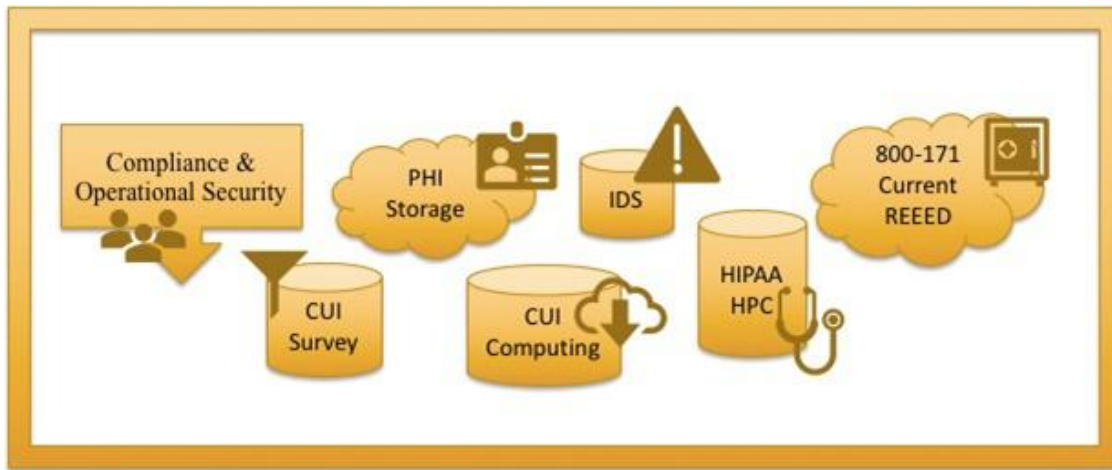 Compliance &
Operational Security
PHI
Storage
IDS
800-171
Current
REEED
CUI
Survey
CUI
Computing
HIPAA
HPC